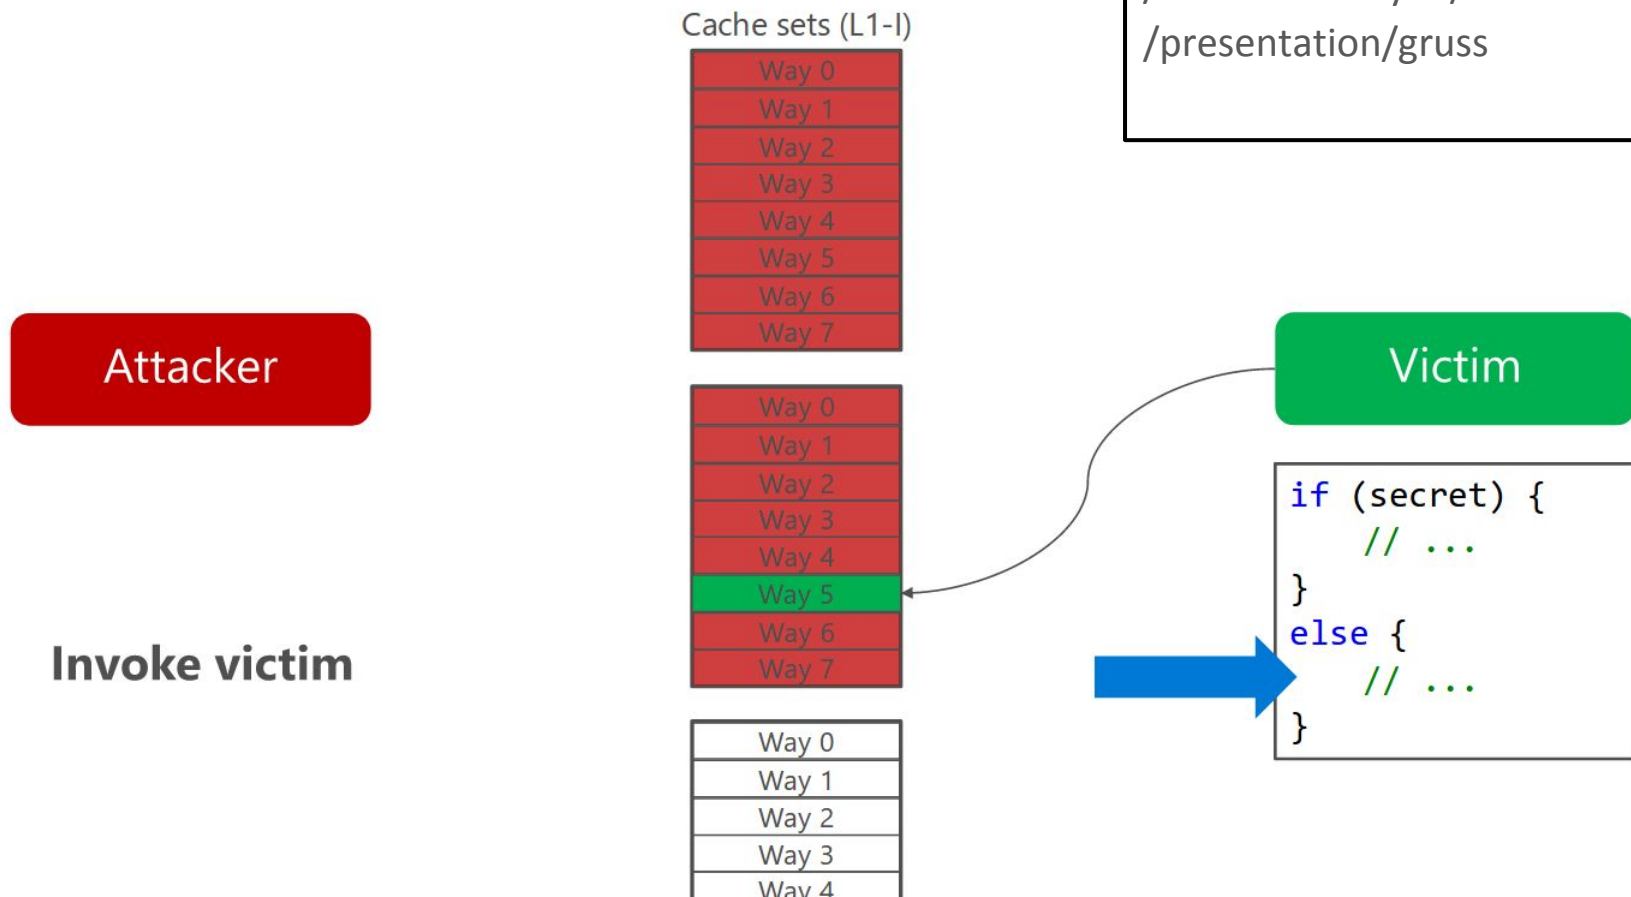 Cache sets (L1-I)
/presentation/gruss
Way 0
Way 1
Way 2
Way 3
Way 4
Way 5
Way 6
Way 7
Attacker
Victim
Way 0
Way 1
Way 2
Way 3
Way 4
Way 5
Way 6
Way 7
Invoke victim
if (secret) {
// ...
}
else {
// ...
}
Way 0
Way 1
Way 2
Way 3
Way 4